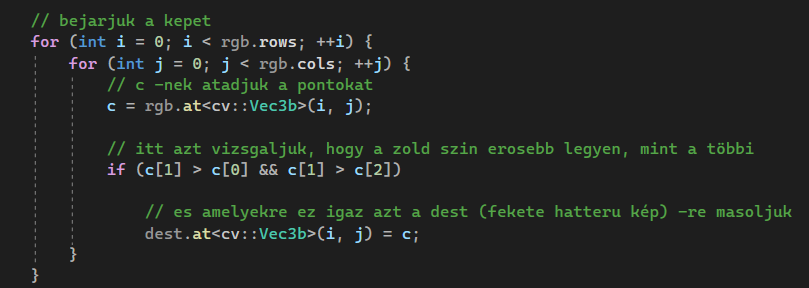 // bejarjuk a kepet
for (int i = 0; i < rgb.rows; ++i) {
for (int j = 0; j < rgb.cols; ++j) {
// c -nek atadjuk a pontokat
c = rgb.at<cv::Vec3b>(i, j);
// itt azt vizsgaljuk, hogy a zold szin erosebb legyen, mint a többi
if (c[1] > c[0] && c[1] > c[2])
// es amelyekre ez igaz azt a dest (fekete hatteru kép) -re masoljuk
dest.at<cv::Vec3b>(i, j) = c;
}
}